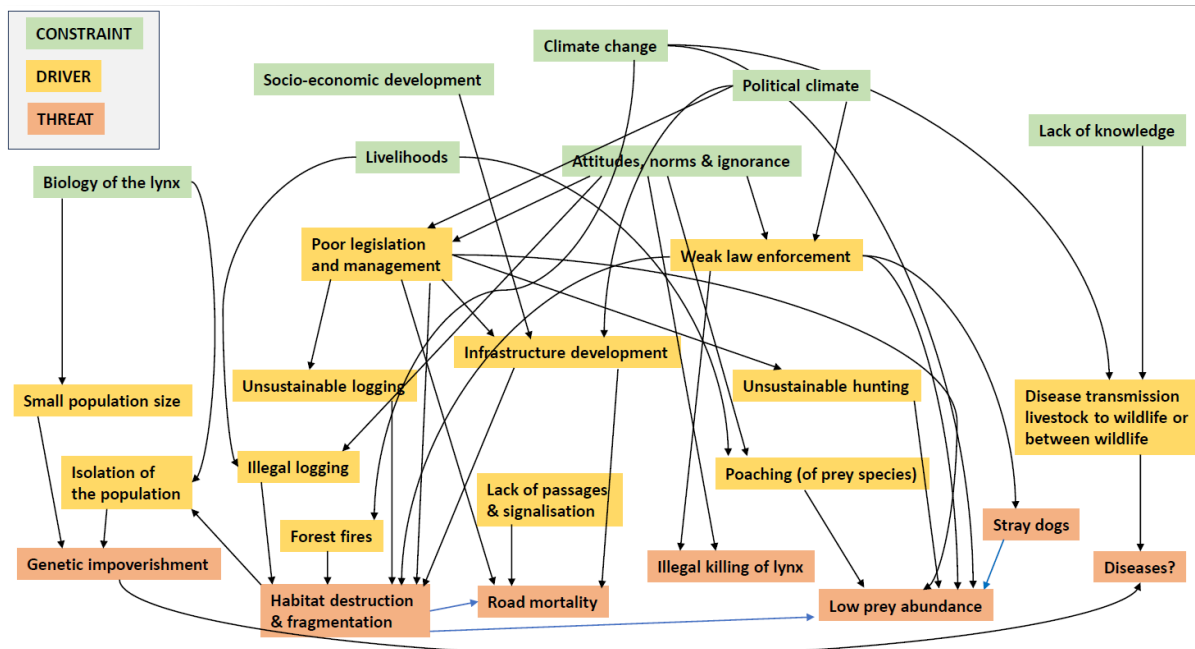 CONSTRAINT
DRIVER
THREAT
Climate change
Socio-economic development
Political climate
Lack of knowledge
Livelihoods
Attitudes, norms & ignorance
Biology of the lynx
Poor legislation
and management
Weak law enforcement
Infrastructure development
Unsustainable logging
Unsustainable hunting
Small population size
Disease transmission
livestock to wildlife or
between wildlife
Isolation of
the population
Illegal logging
Poaching (of prey species)
Lack of passages
& signalisation
Stray dogs
Forest fires
Genetic impoverishment
Illegal killing of lynx
Diseases?
Habitat destruction
& fragmentation
Road mortality
Low prey abundance